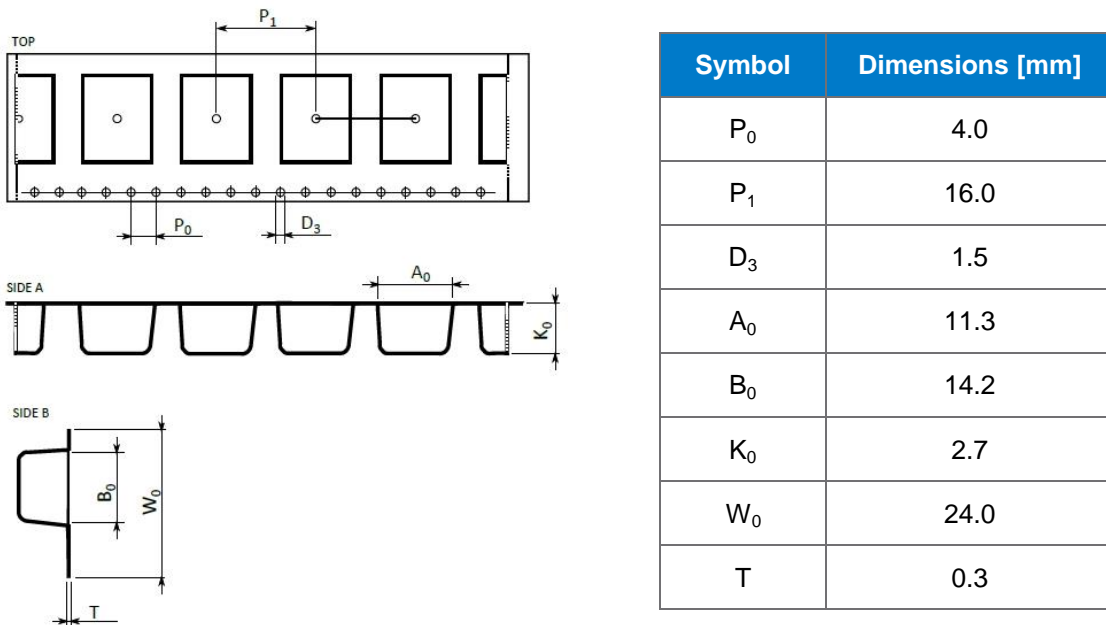 TOP
P₁
P₀
D₃
SIDE A
A₀
K₀
SIDE B
B₀
W₀
T
Symbol Dimensions [mm]
P₀ 4.0
P₁ 16.0
D₃ 1.5
A₀ 11.3
B₀ 14.2
K₀ 2.7
W₀ 24.0
T 0.3